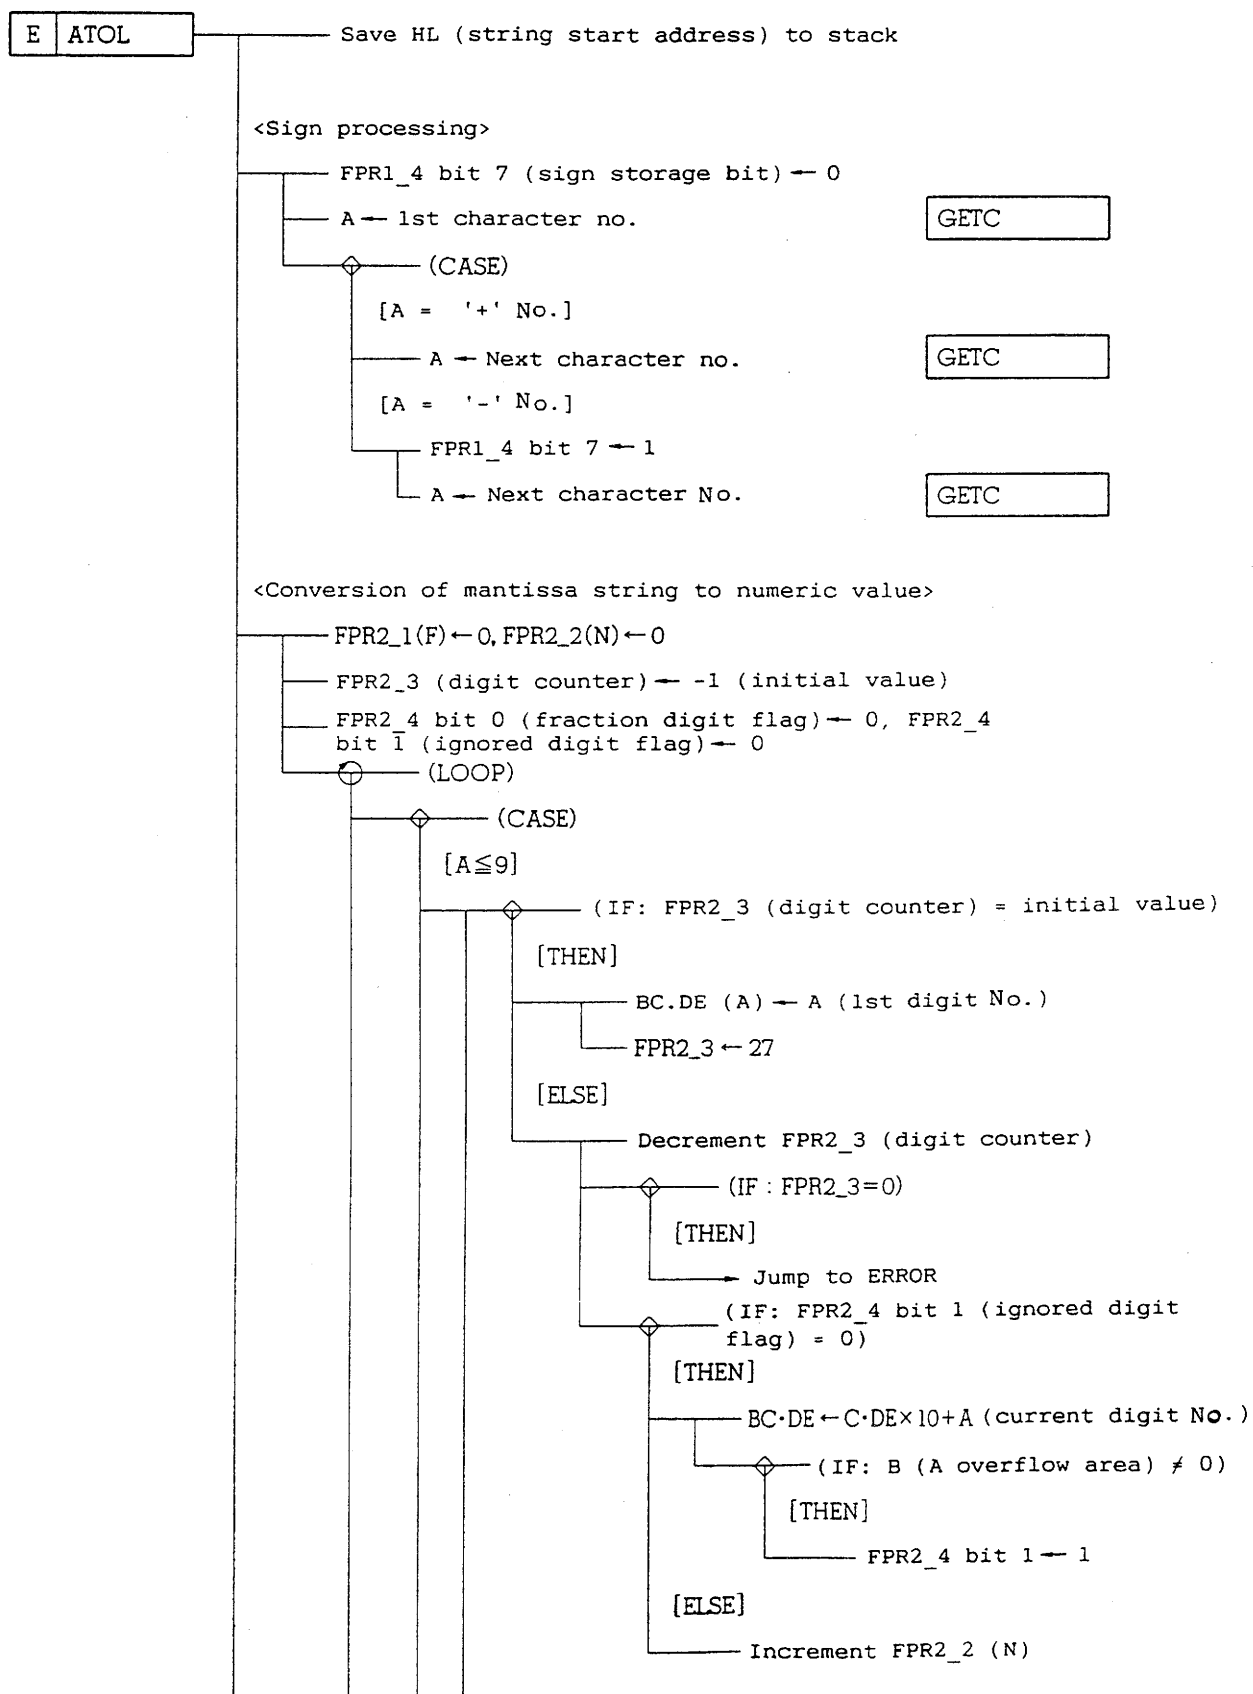 E ATOL Save HL (string start address) to stack
<Sign processing>
FPR1_4 bit 7 (sign storage bit) ← 0
A ← 1st character no. GETC
(CASE)
[A = '+' No.]
A ← Next character no. GETC
[A = '-' No.]
FPR1_4 bit 7 ← 1
A ← Next character No. GETC
<Conversion of mantissa string to numeric value>
FPR2_1(F)←0, FPR2_2(N)←0
FPR2_3 (digit counter) ← -1 (initial value)
FPR2_4 bit 0 (fraction digit flag) ← 0, FPR2_4
bit 1 (ignored digit flag) ← 0
(LOOP)
(CASE)
[A≦9]
(IF: FPR2_3 (digit counter) = initial value)
[THEN]
BC.DE (A) ← A (1st digit No.)
FPR2_3 ← 27
[ELSE]
Decrement FPR2_3 (digit counter)
(IF : FPR2_3=0)
[THEN]
Jump to ERROR
(IF: FPR2_4 bit 1 (ignored digit
flag) = 0)
[THEN]
BC·DE ← C·DE×10+A (current digit No.)
(IF: B (A overflow area) ≠ 0)
[THEN]
FPR2_4 bit 1 ← 1
[ELSE]
Increment FPR2_2 (N)